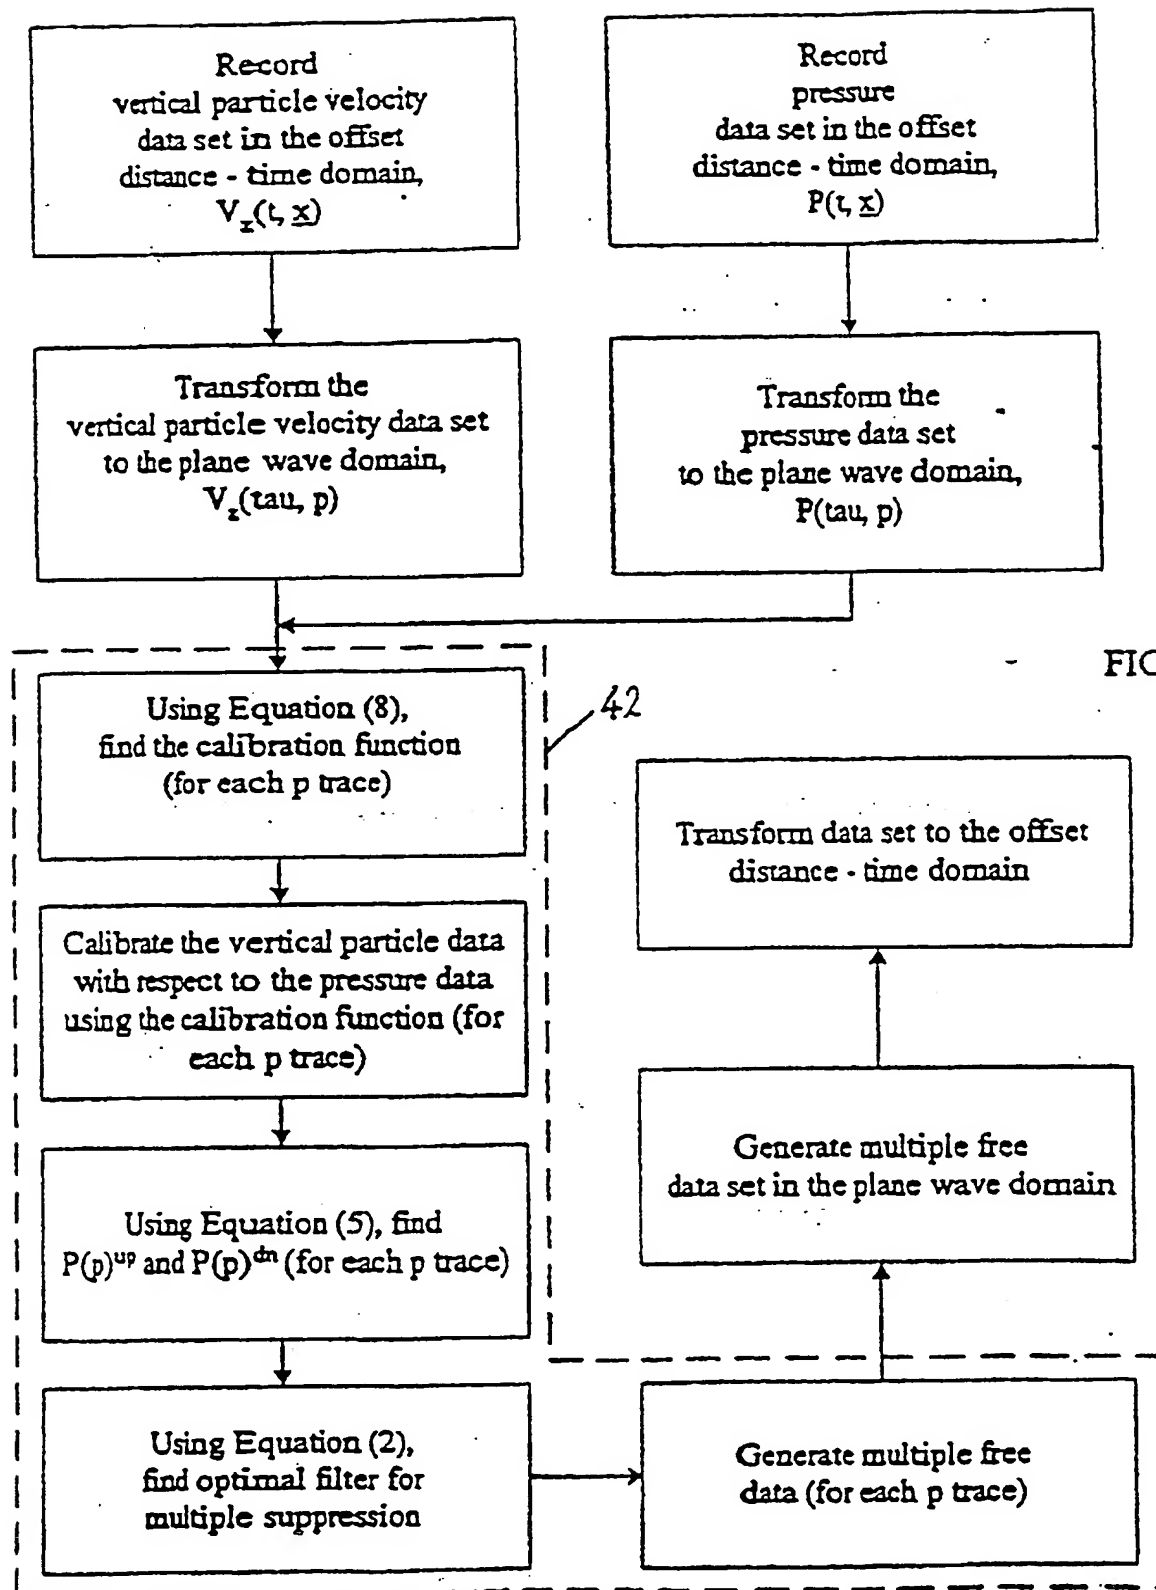 Record
vertical particle velocity
data set in the offset
distance - time domain,
V_z(t, x)
Record
pressure
data set in the offset
distance - time domain,
P(t, x)
Transform the
vertical particle velocity data set
to the plane wave domain,
V_z(tau, p)
Transform the
pressure data set
to the plane wave domain,
P(tau, p)
FIG
42
Using Equation (8),
find the calibration function
(for each p trace)
Transform data set to the offset
distance - time domain
Calibrate the vertical particle data
with respect to the pressure data
using the calibration function (for
each p trace)
Generate multiple free
data set in the plane wave domain
Using Equation (5), find
P(p)^up and P(p)^dn (for each p trace)
Using Equation (2),
find optimal filter for
multiple suppression
Generate multiple free
data (for each p trace)